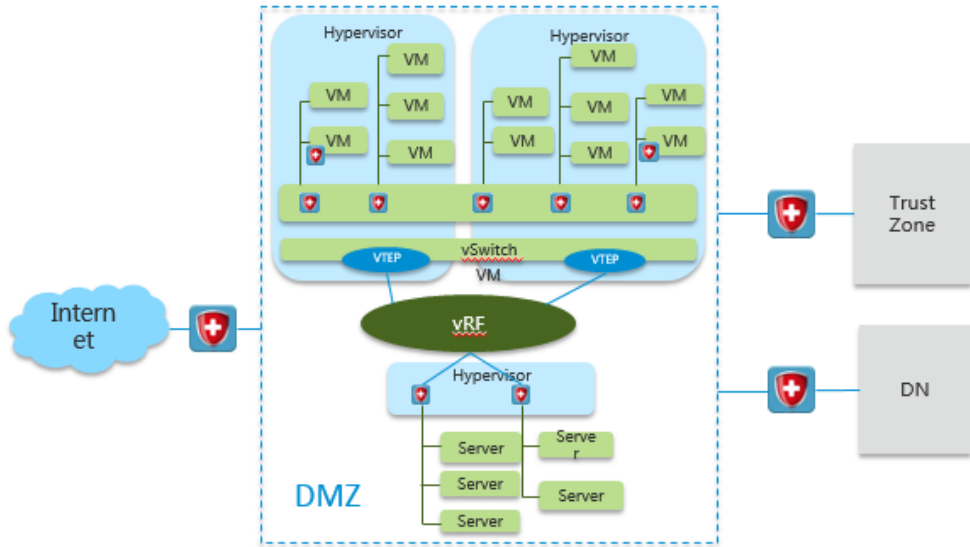 Hypervisor
Hypervisor
VM
VM
VM
VM
VM
VM
VM
VM
VM
VM
VM
VM
VM
Trust
Zone
vSwitch
VTEP
VTEP
VM
Intern
et
vRF
Hypervisor
DN
Server
Serve
r
Server
Server
Server
DMZ